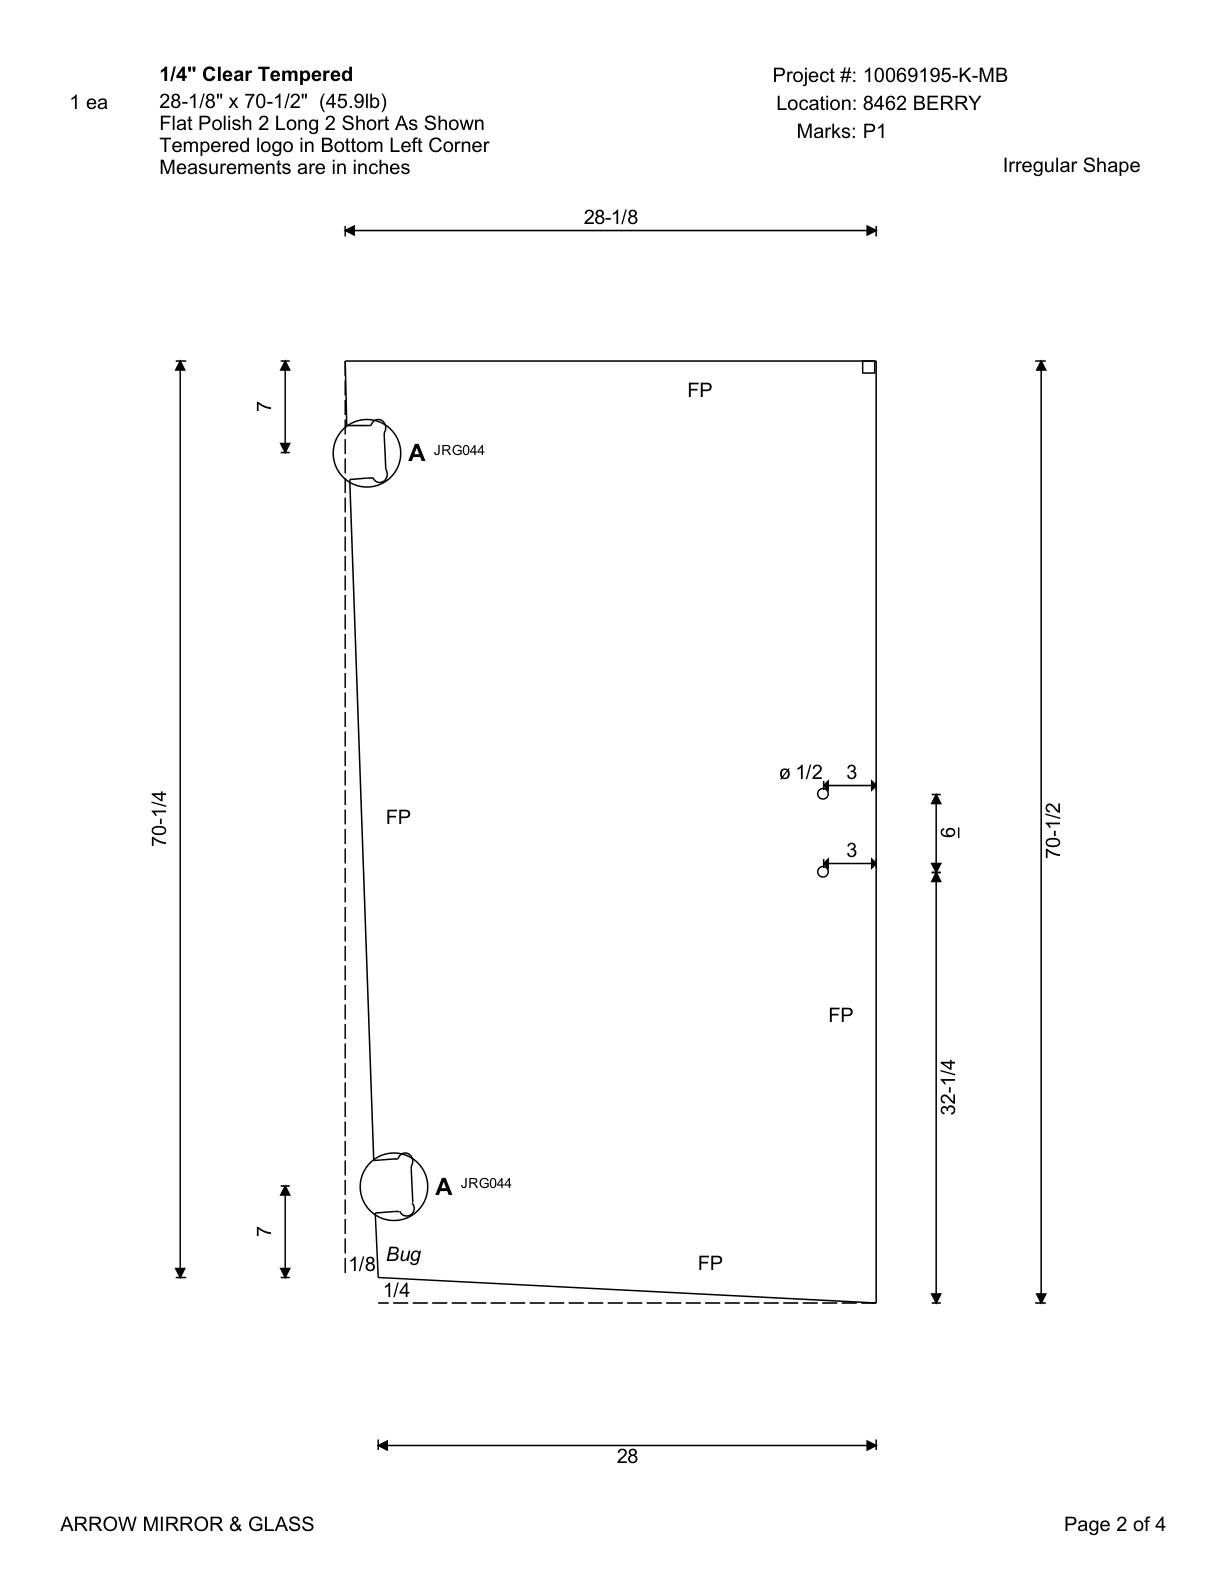 1/4" Clear Tempered
1 ea
28-1/8" x 70-1/2" (45.9lb)
Flat Polish 2 Long 2 Short As Shown
Tempered logo in Bottom Left Corner
Measurements are in inches
Project #: 10069195-K-MB
Location: 8462 BERRY
Marks: P1
Irregular Shape
28-1/8
7
FP
A JRG044
70-1/4
FP
ø 1/2
3
3
6
70-1/2
FP
32-1/4
A JRG044
7
1/8
Bug
FP
1/4
28
ARROW MIRROR & GLASS
Page 2 of 4